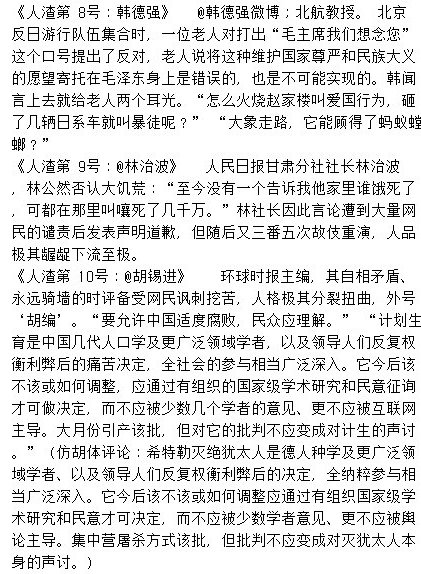 《人渣第 8号：韩德强》 @韩德强微博；北航教授。 北京
反日游行队伍集合时，一位老人对打出“毛主席我们想念您”
这个口号提出了反对，老人说将这种维护国家尊严和民族大义
的愿望寄托在毛泽东身上是错误的，也是不可能实现的。韩闻
言上去就给老人两个耳光。“怎么火烧赵家楼叫爱国行为，砸
了几辆日系车就叫暴徒呢？” “大象走路，它能顾得了蚂蚁螳
螂？”
《人渣第 9号：@林治波》 人民日报甘肃分社社长林治波
，林公然否认大饥荒：“至今没有一个告诉我他家里谁饿死了
，可都在那里叫嚷死了几千万。”林社长因此言论遭到大量网
民的谴责后发表声明道歉，但随后又三番五次故伎重演，人品
极其龌龊下流至极。
《人渣第 10号：@胡锡进》 环球时报主编，其自相矛盾、
永远骑墙的时评备受网民讽刺挖苦，人格极其分裂扭曲，外号
‘胡编’。“要允许中国适度腐败，民众应理解。” “计划生
育是中国几代人口学及更广泛领域学者，以及领导人们反复权
衡利弊后的痛苦决定，全社会的参与相当广泛深入。它今后该
不该或如何调整，应通过有组织的国家级学术研究和民意征询
才可做决定，而不应被少数几个学者的意见、更不应被互联网
主导。大月份引产该批，但对它的批判不应变成对计生的声讨
。”（仿胡体评论：希特勒灭绝犹太人是德人种学及更广泛领
域学者、以及领导人们反复权衡利弊后的决定，全纳粹参与相
当广泛深入。它今后该不该或如何调整应通过有组织国家级学
术研究和民意才可决定，而不应被少数学者意见、更不应被舆
论主导。集中营屠杀方式该批，但批判不应变成对灭犹太人本
身的声讨。）